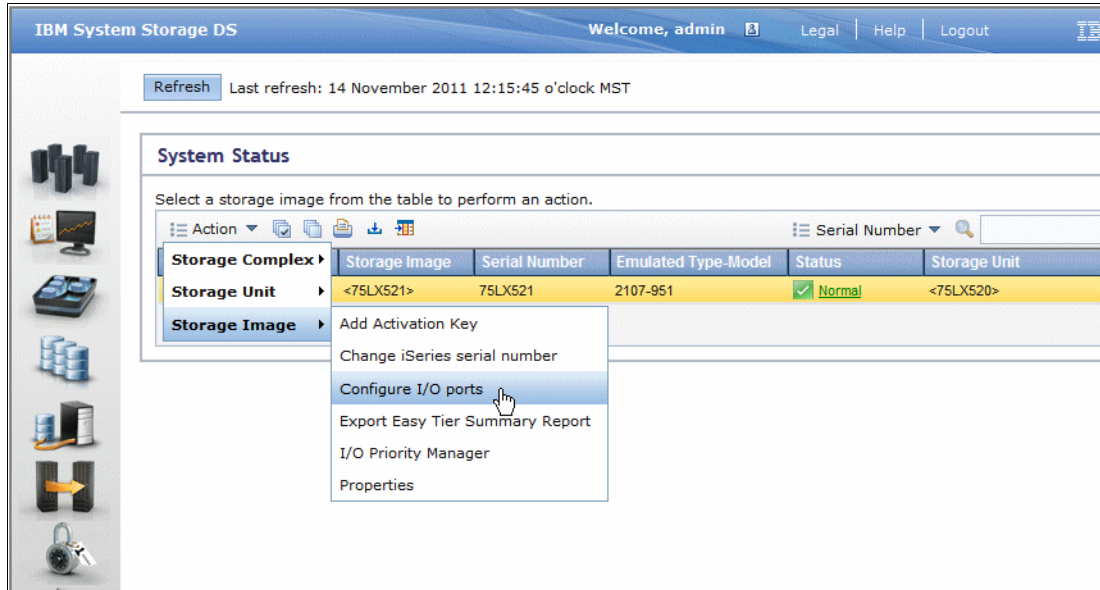 IBM System Storage DS Welcome, admin Legal Help Logout
Refresh Last refresh: 14 November 2011 12:15:45 o'clock MST
System Status
Select a storage image from the table to perform an action.
Action Serial Number
Storage Complex Storage Image Serial Number Emulated Type-Model Status Storage Unit
Storage Unit <75LX521> 75LX521 2107-951 Normal <75LX520>
Storage Image
Add Activation Key
Change iSeries serial number
Configure I/O ports
Export Easy Tier Summary Report
I/O Priority Manager
Properties